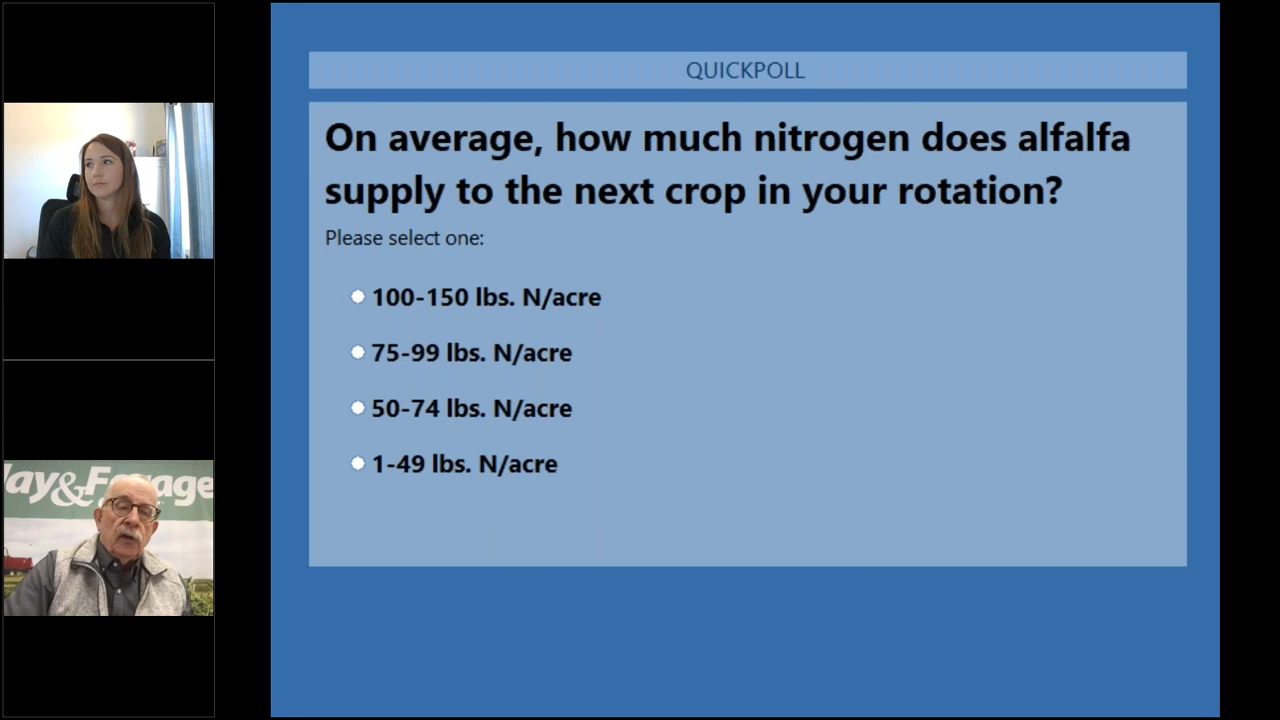 QUICKPOLL
On average, how much nitrogen does alfalfa
supply to the next crop in your rotation?
Please select one:
100-150 lbs. N/acre
75-99 lbs. N/acre
50-74 lbs. N/acre
1-49 lbs. N/acre
Hay&Forage